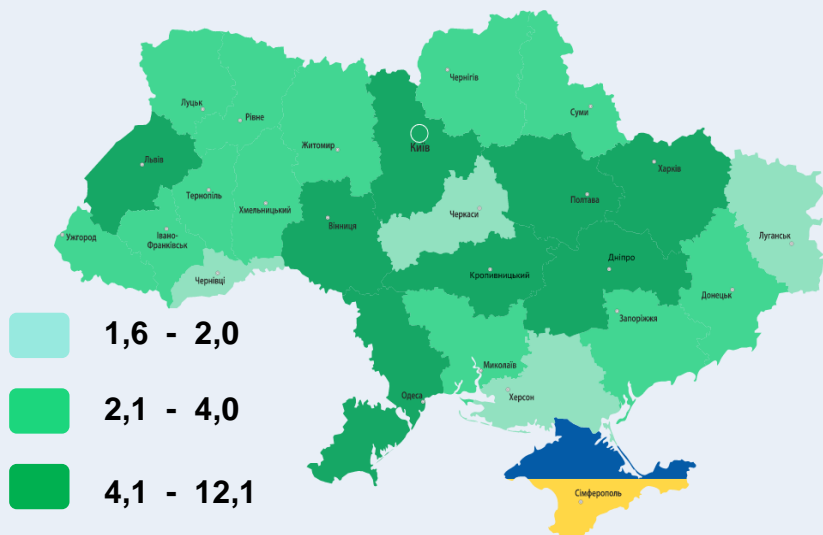 Чернігів
Луцьк
Суми
Рівне
Київ
Житомир
Львів
Харків
Тернопіль
Полтава
Хмельницький
Черкаси
Вінниця
Івано-
Франківськ
Ужгород
Луганськ
Дніпро
Чернівці
Кропивницький
Донецьк
Запоріжжя
1,6 - 2,0
Миколаїв
Одеса
Херсон
2,1 - 4,0
4,1 - 12,1
Сімферополь